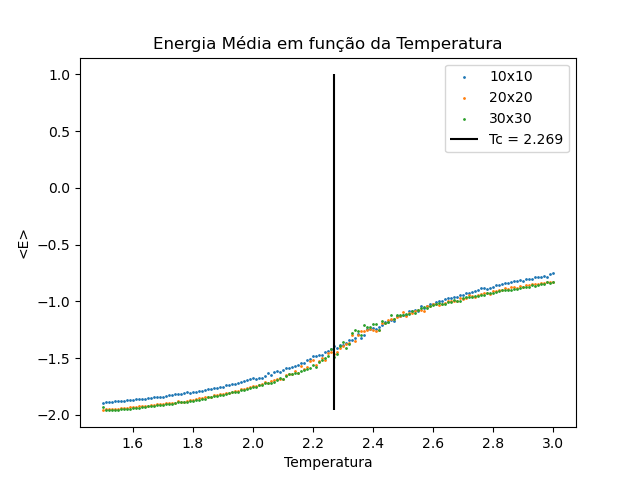 Energia Média em função da Temperatura
10x10
20x20
30x30
Tc = 2.269
<E>
1.0
0.5
0.0
−0.5
−1.0
−1.5
−2.0
1.6 1.8 2.0 2.2 2.4 2.6 2.8 3.0
Temperatura